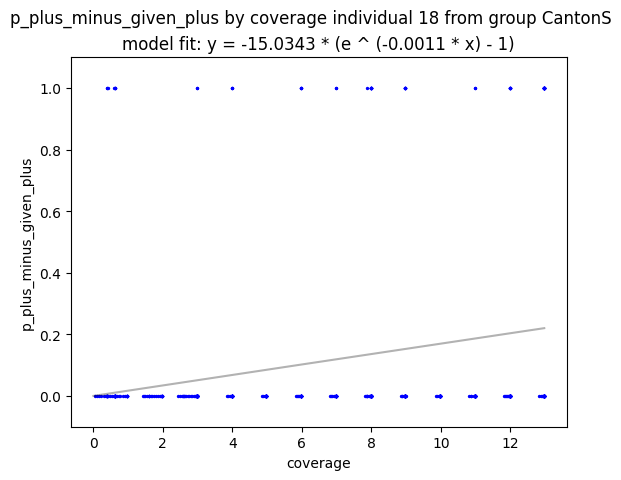 p_plus_minus_given_plus by coverage individual 18 from group CantonS
model fit: y = -15.0343 * (e ^ (-0.0011 * x) - 1)
1.0
0.8
0.6
0.4
0.2
0.0
p_plus_minus_given_plus
0 2 4 6 8 10 12
coverage